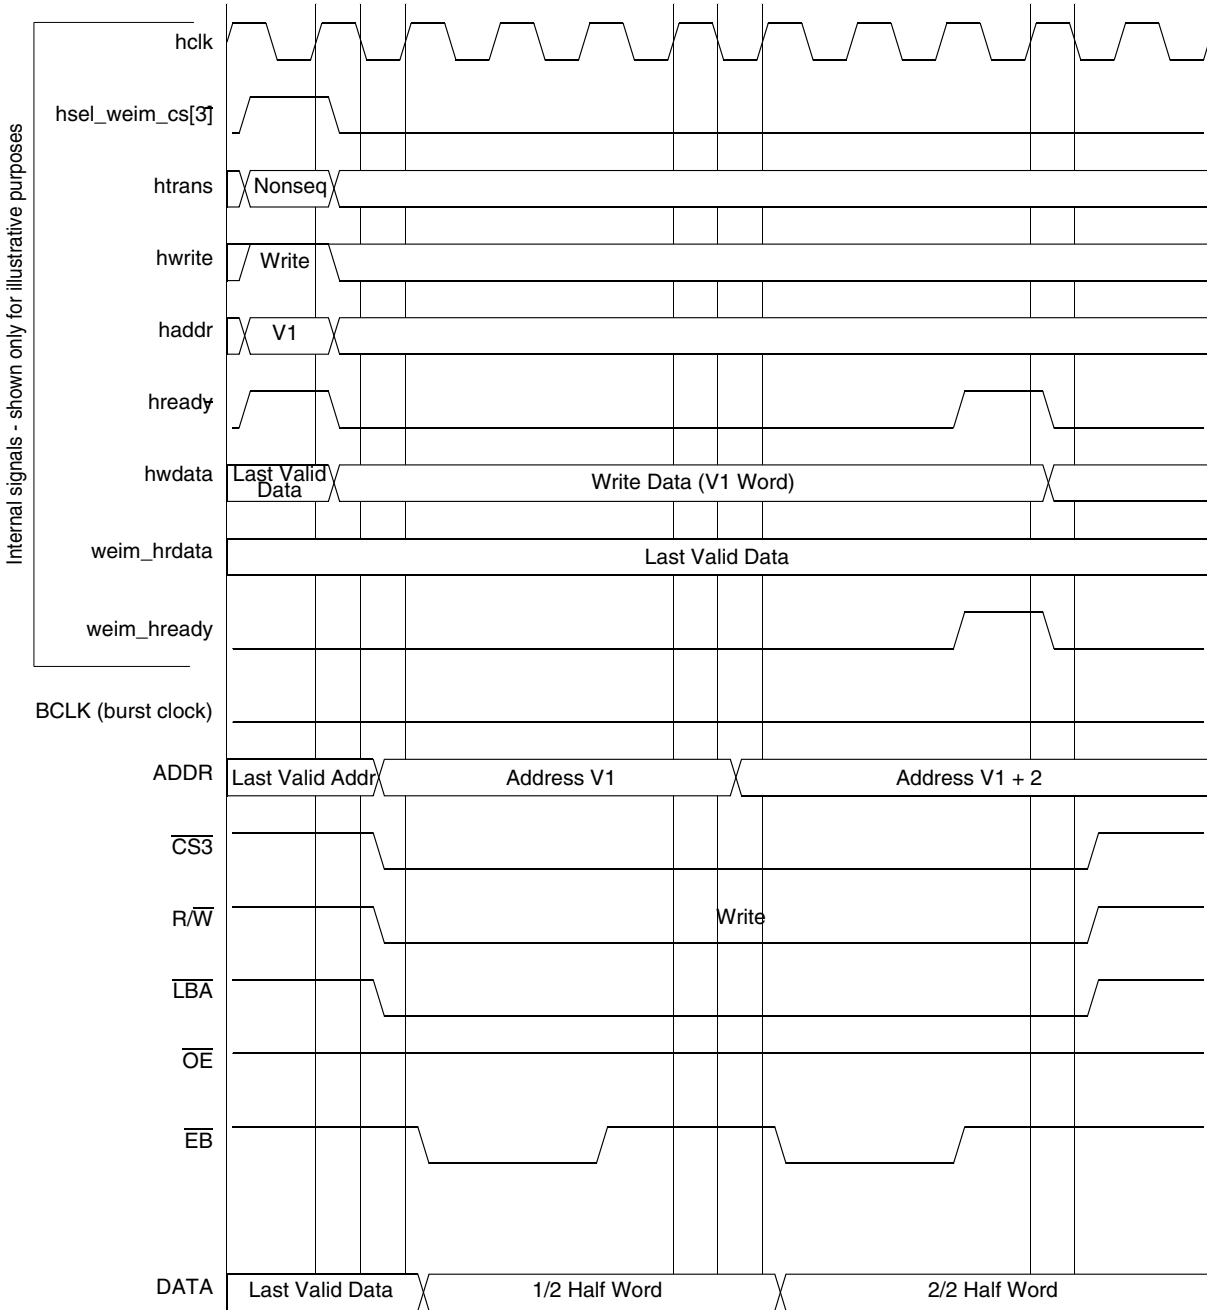 Internal signals - shown only for illustrative purposes
hclk
hsel_weim_cs[3]
htrans
Nonseq
hwrite
Write
haddr
V1
hready
hwdata
Last Valid
Data
Write Data (V1 Word)
weim_hrdata
Last Valid Data
weim_hready
BCLK (burst clock)
ADDR
Last Valid Addr
Address V1
Address V1 + 2
CS3
R/W
Write
LBA
OE
EB
DATA
Last Valid Data
1/2 Half Word
2/2 Half Word